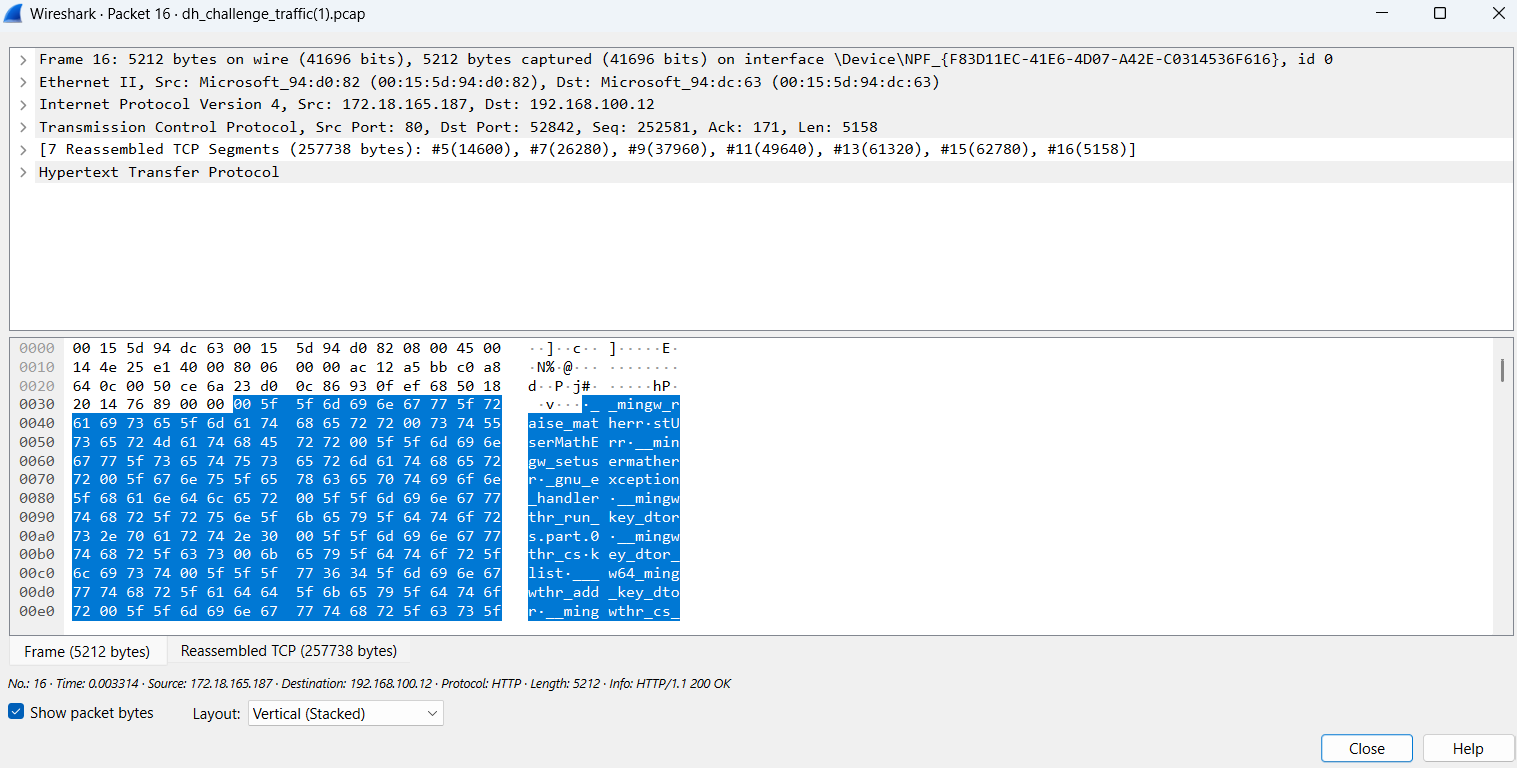 Wireshark · Packet 16 · dh_challenge_traffic(1).pcap
Frame 16: 5212 bytes on wire (41696 bits), 5212 bytes captured (41696 bits) on interface \Device\NPF_{F83D11EC-41E6-4D07-A42E-C0314536F616}, id 0
Ethernet II, Src: Microsoft_94:d0:82 (00:15:5d:94:d0:82), Dst: Microsoft_94:dc:63 (00:15:5d:94:dc:63)
Internet Protocol Version 4, Src: 172.18.165.187, Dst: 192.168.100.12
Transmission Control Protocol, Src Port: 80, Dst Port: 52842, Seq: 252581, Ack: 171, Len: 5158
[7 Reassembled TCP Segments (257738 bytes): #5(14600), #7(26280), #9(37960), #11(49640), #13(61320), #15(62780), #16(5158)]
Hypertext Transfer Protocol
0000 00 15 5d 94 dc 63 00 15 5d 94 d0 82 08 00 45 00 ··]··c·· ]·····E·
0010 14 4e 25 e1 40 00 80 06 00 00 ac 12 a5 bb c0 a8 ·N%·@··· ········
0020 64 0c 00 50 ce 6a 23 d0 0c 86 93 0f ef 68 50 18 d··P·j#· ·····hP·
0030 20 14 76 89 00 00 00 5f 5f 6d 69 6e 67 77 5f 72 ·v····_ _mingw_r
0040 61 69 73 65 5f 6d 61 74 68 65 72 72 00 73 74 55 aise_mat herr·stU
0050 73 65 72 4d 61 74 68 45 72 72 00 5f 5f 6d 69 6e serMathE rr·__min
0060 67 77 5f 73 65 74 75 73 65 72 6d 61 74 68 65 72 gw_setus ermather
0070 72 00 5f 67 6e 75 5f 65 78 63 65 70 74 69 6f 6e r·_gnu_e xception
0080 5f 68 61 6e 64 6c 65 72 00 5f 5f 6d 69 6e 67 77 _handler ·__mingw
0090 74 68 72 5f 72 75 6e 5f 6b 65 79 5f 64 74 6f 72 thr_run_ key_dtor
00a0 73 2e 70 61 72 74 2e 30 00 5f 5f 6d 69 6e 67 77 s.part.0 ·__mingw
00b0 74 68 72 5f 63 73 00 6b 65 79 5f 64 74 6f 72 5f thr_cs·k ey_dtor_
00c0 6c 69 73 74 00 5f 5f 5f 77 36 34 5f 6d 69 6e 67 list·___ w64_ming
00d0 77 74 68 72 5f 61 64 64 5f 6b 65 79 5f 64 74 6f wthr_add _key_dto
00e0 72 00 5f 5f 6d 69 6e 67 77 74 68 72 5f 63 73 5f r·__ming wthr_cs_
Frame (5212 bytes) Reassembled TCP (257738 bytes)
No.: 16 · Time: 0.003314 · Source: 172.18.165.187 · Destination: 192.168.100.12 · Protocol: HTTP · Length: 5212 · Info: HTTP/1.1 200 OK
Show packet bytes Layout: Vertical (Stacked)
Close Help